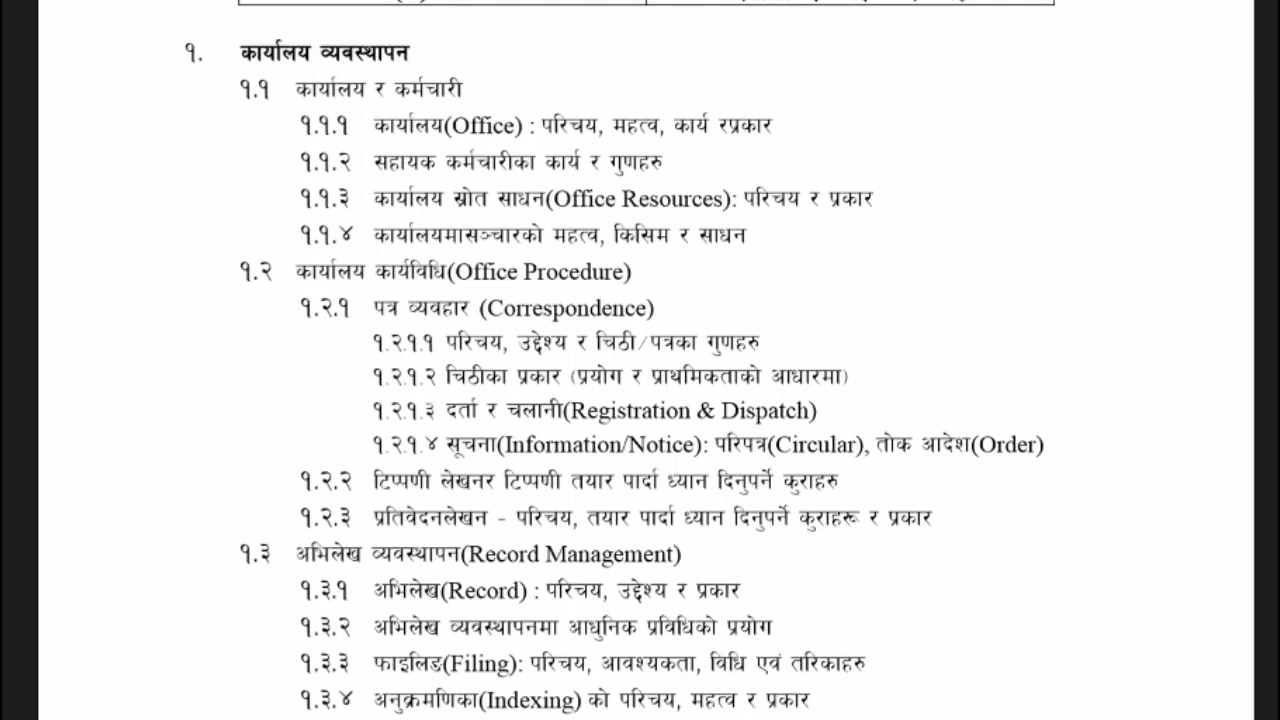 १. कार्यालय व्यवस्थापन
१.१ कार्यालय र कर्मचारी
१.१.१ कार्यालय(Office) : परिचय, महत्व, कार्य रप्रकार
१.१.२ सहायक कर्मचारीका कार्य र गुणहरु
१.१.३ कार्यालय स्रोत साधन(Office Resources): परिचय र प्रकार
१.१.४ कार्यालयमासञ्चारको महत्व, किसिम र साधन
१.२ कार्यालय कार्यविधि(Office Procedure)
१.२.१ पत्र व्यवहार (Correspondence)
१.२.१.१ परिचय, उद्देश्य र चिठी/पत्रका गुणहरु
१.२.१.२ चिठीका प्रकार (प्रयोग र प्राथमिकताको आधारमा)
१.२.१.३ दर्ता र चलानी(Registration & Dispatch)
१.२.१.४ सूचना(Information/Notice): परिपत्र(Circular), तोक आदेश(Order)
१.२.२ टिप्पणी लेखनर टिप्पणी तयार पार्दा ध्यान दिनुपर्ने कुराहरु
१.२.३ प्रतिवेदनलेखन - परिचय, तयार पार्दा ध्यान दिनुपर्ने कुराहरू र प्रकार
१.३ अभिलेख व्यवस्थापन(Record Management)
१.३.१ अभिलेख(Record) : परिचय, उद्देश्य र प्रकार
१.३.२ अभिलेख व्यवस्थापनमा आधुनिक प्रविधिको प्रयोग
१.३.३ फाइलिङ(Filing): परिचय, आवश्यकता, विधि एवं तरिकाहरु
१.३.४ अनुक्रमणिका(Indexing) को परिचय, महत्व र प्रकार